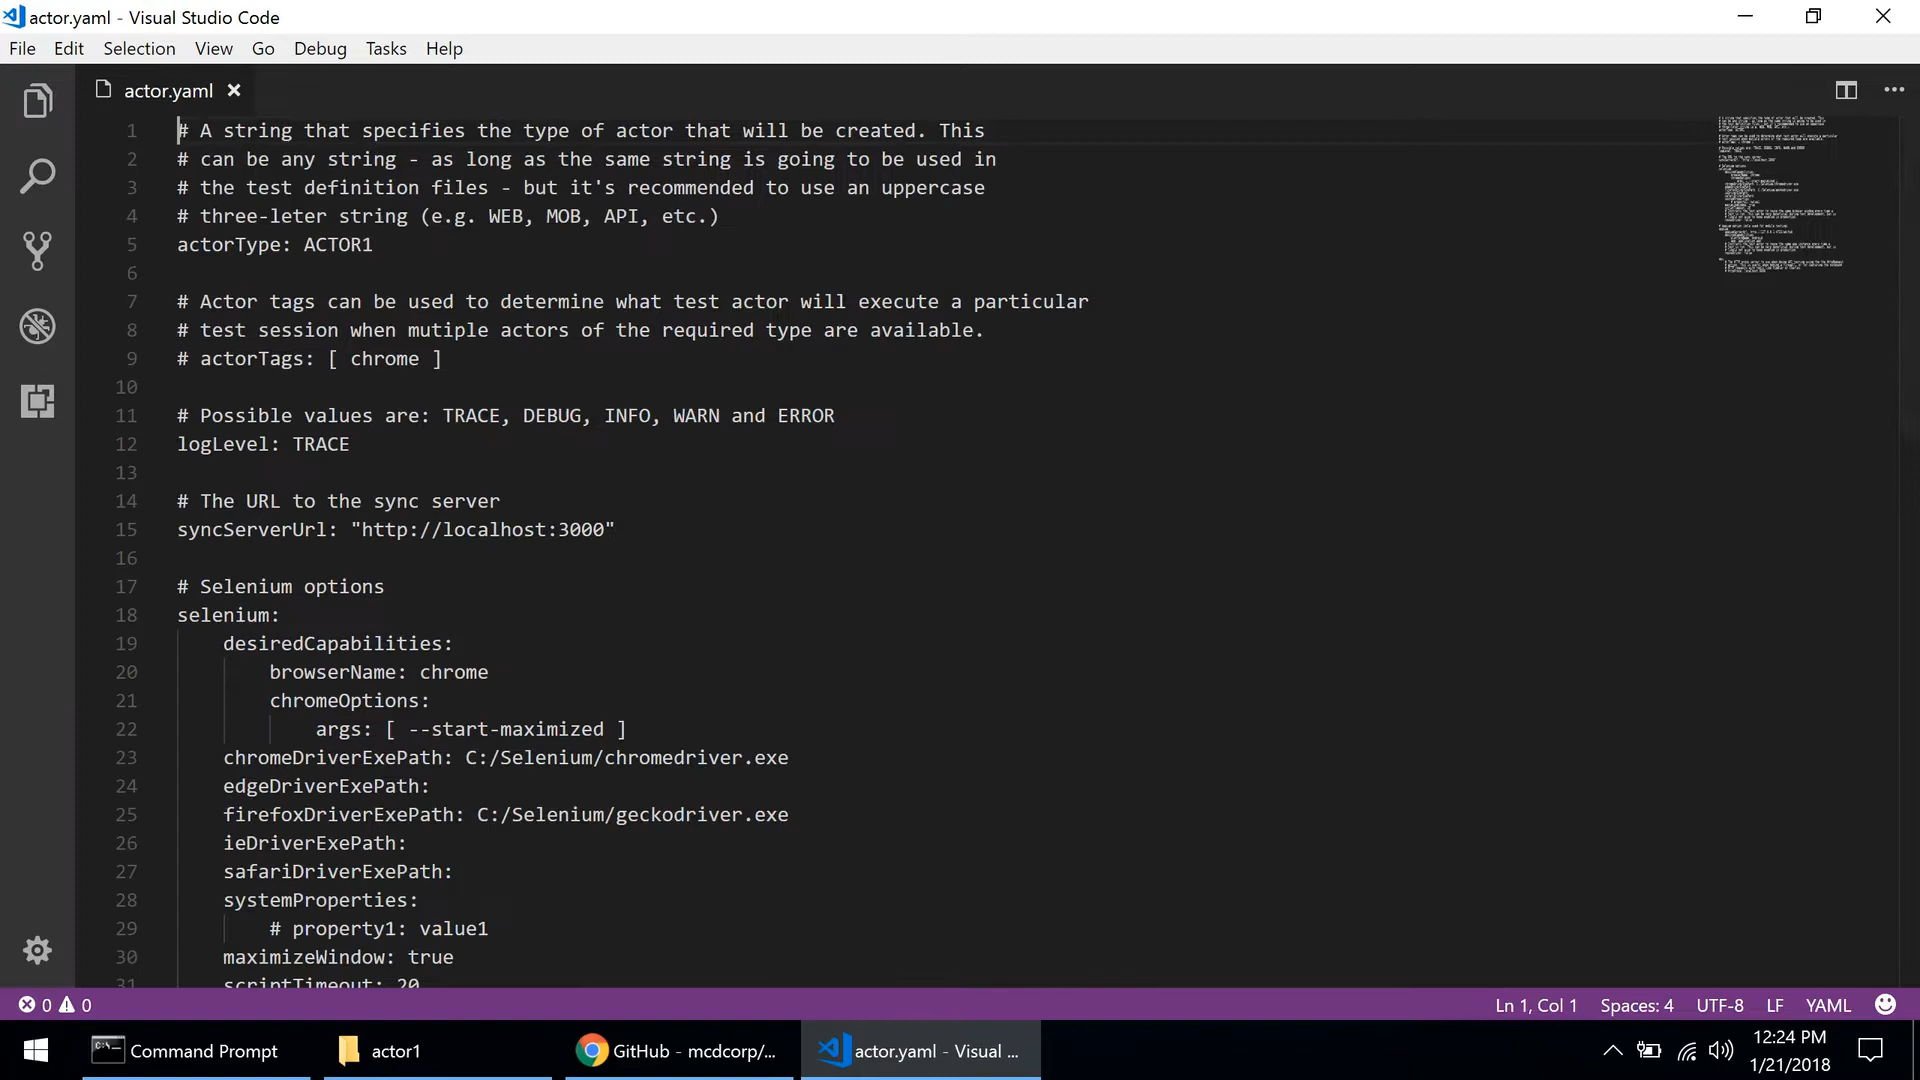 actor.yaml - Visual Studio Code
File Edit Selection View Go Debug Tasks Help
actor.yaml
1 # A string that specifies the type of actor that will be created. This
2 # can be any string - as long as the same string is going to be used in
3 # the test definition files - but it's recommended to use an uppercase
4 # three-leter string (e.g. WEB, MOB, API, etc.)
5 actorType: ACTOR1
6
7 # Actor tags can be used to determine what test actor will execute a particular
8 # test session when mutiple actors of the required type are available.
9 # actorTags: [ chrome ]
10
11 # Possible values are: TRACE, DEBUG, INFO, WARN and ERROR
12 logLevel: TRACE
13
14 # The URL to the sync server
15 syncServerUrl: "http://localhost:3000"
16
17 # Selenium options
18 selenium:
19 desiredCapabilities:
20 browserName: chrome
21 chromeOptions:
22 args: [ --start-maximized ]
23 chromeDriverExePath: C:/Selenium/chromedriver.exe
24 edgeDriverExePath:
25 firefoxDriverExePath: C:/Selenium/geckodriver.exe
26 ieDriverExePath:
27 safariDriverExePath:
28 systemProperties:
29 # property1: value1
30 maximizeWindow: true
31 scriptTimeout: 20
0 0
Ln 1, Col 1 Spaces: 4 UTF-8 LF YAML
Command Prompt
actor1
GitHub - mcdcorp/...
actor.yaml - Visual ...
12:24 PM
1/21/2018